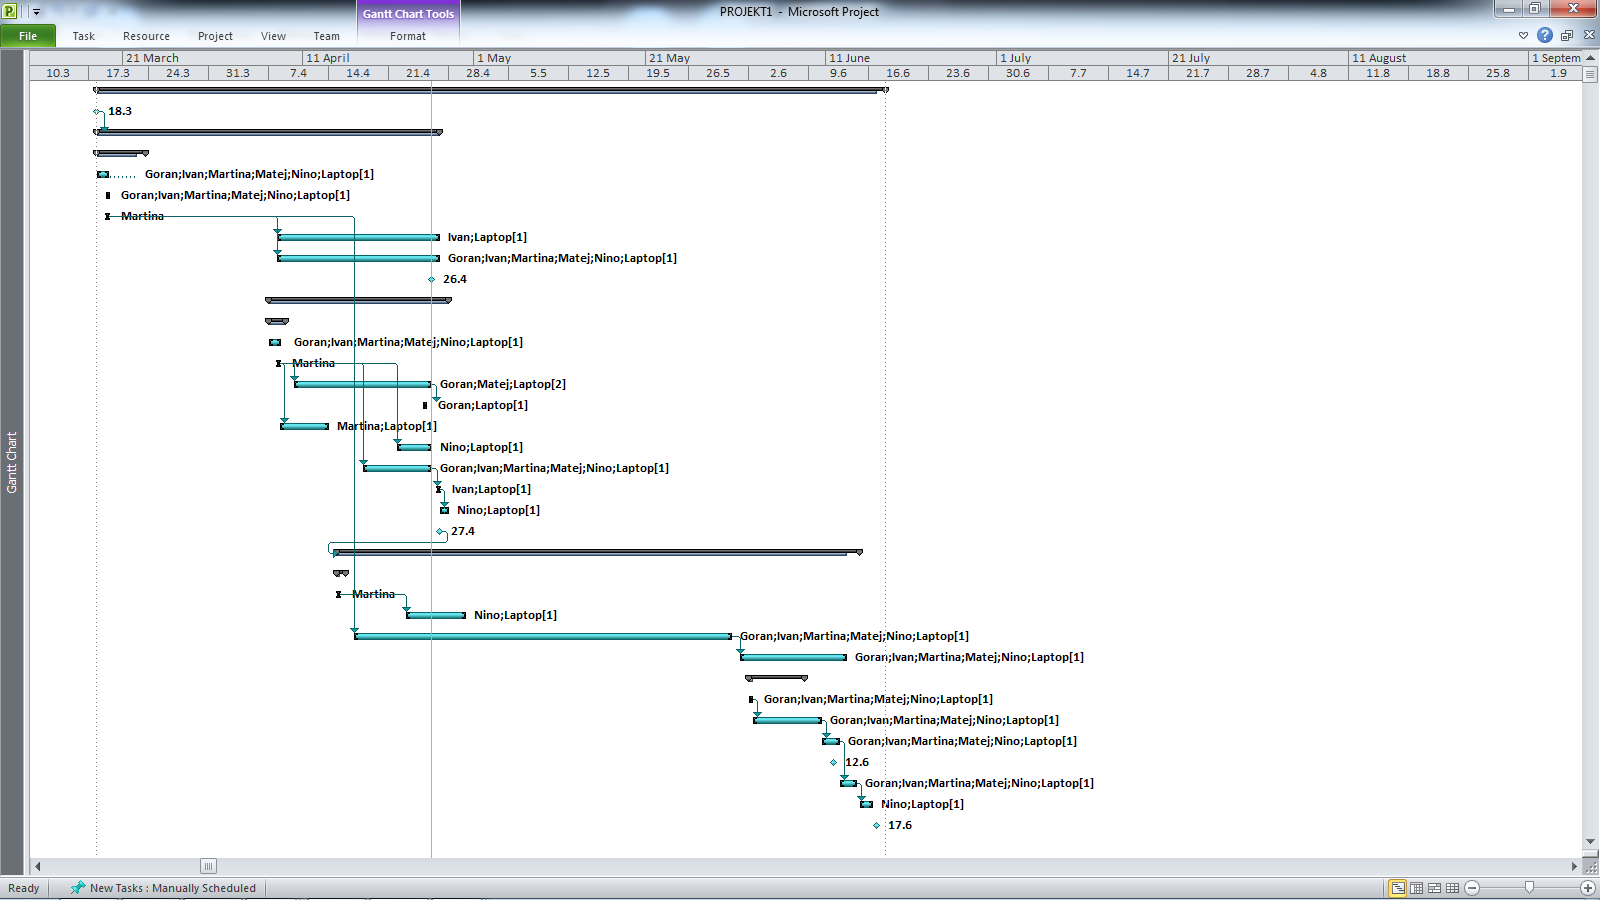 PROJEKT1 - Microsoft Project
Gantt Chart Tools
File Task Resource Project View Team Format
21 March 11 April 1 May 21 May 11 June 1 July 21 July 11 August 1 Septem
10.3 17.3 24.3 31.3 7.4 14.4 21.4 28.4 5.5 12.5 19.5 26.5 2.6 9.6 16.6 23.6 30.6 7.7 14.7 21.7 28.7 4.8 11.8 18.8 25.8 1.9
18.3
Goran;Ivan;Martina;Matej;Nino;Laptop[1]
Goran;Ivan;Martina;Matej;Nino;Laptop[1]
Martina
Ivan;Laptop[1]
Goran;Ivan;Martina;Matej;Nino;Laptop[1]
26.4
Goran;Ivan;Martina;Matej;Nino;Laptop[1]
Martina
Goran;Matej;Laptop[2]
Goran;Laptop[1]
Martina;Laptop[1]
Nino;Laptop[1]
Goran;Ivan;Martina;Matej;Nino;Laptop[1]
Ivan;Laptop[1]
Nino;Laptop[1]
27.4
Martina
Nino;Laptop[1]
Goran;Ivan;Martina;Matej;Nino;Laptop[1]
Goran;Ivan;Martina;Matej;Nino;Laptop[1]
Goran;Ivan;Martina;Matej;Nino;Laptop[1]
Goran;Ivan;Martina;Matej;Nino;Laptop[1]
Goran;Ivan;Martina;Matej;Nino;Laptop[1]
12.6
Goran;Ivan;Martina;Matej;Nino;Laptop[1]
Nino;Laptop[1]
17.6
Gantt Chart
Ready New Tasks : Manually Scheduled